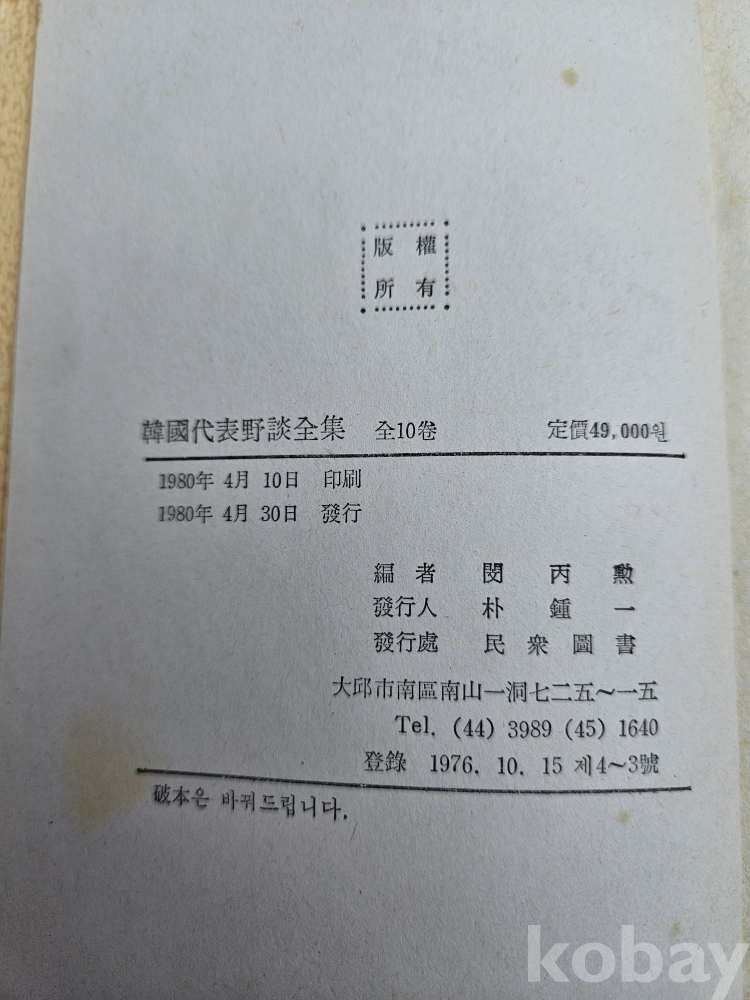 版權
所有
韓國代表野談全集 全10卷 定價49,000원
1980年 4月 10日 印刷
1980年 4月 30日 發行
編者 閔丙勳
發行人 朴鍾一
發行處 民衆圖書
大邱市南區南山一洞七二五～一五
Tel. (44) 3989 (45) 1640
登錄 1976. 10. 15 제4～3號
破本은 바꿔드립니다.
kobay